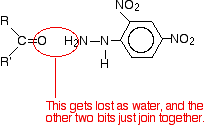 NO₂
R
C=O
H₂N-N
NO₂
R'
H
This gets lost as water, and the
other two bits just join together.